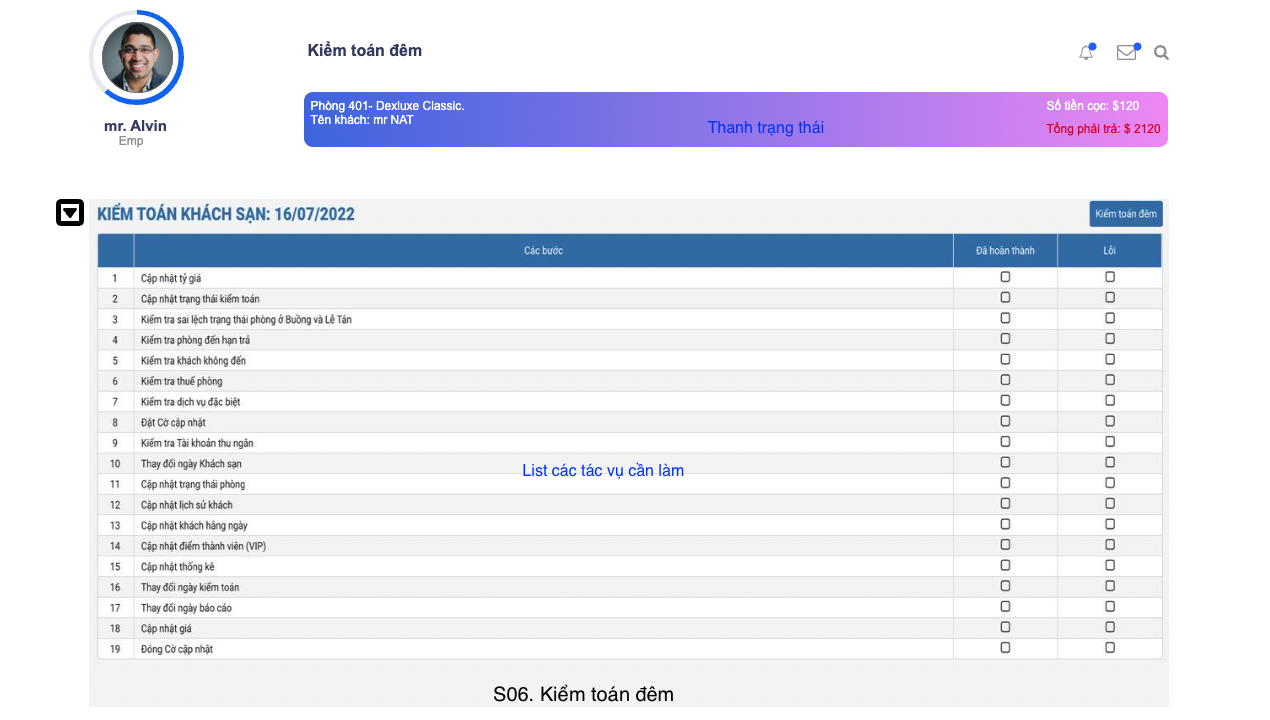 Kiểm toán đêm
mr. Alvin
Emp
Phòng 401- Dexluxe Classic.
Tên khách: mr NAT
Thanh trạng thái
Số tiền cọc: $120
Tổng phải trả: $ 2120
KIỂM TOÁN KHÁCH SẠN: 16/07/2022
Kiểm toán đêm
Các bước Đã hoàn thành Lỗi
1 Cập nhật tỷ giá
2 Cập nhật trạng thái kiểm toán
3 Kiểm tra sai lệch trạng thái phòng ở Buồng và Lễ Tân
4 Kiểm tra phòng đến hạn trả
5 Kiểm tra khách không đến
6 Kiểm tra thuế phòng
7 Kiểm tra dịch vụ đặc biệt
8 Đặt Cờ cập nhật
9 Kiểm tra Tài khoản thu ngân
10 Thay đổi ngày Khách sạn
List các tác vụ cần làm
11 Cập nhật trạng thái phòng
12 Cập nhật lịch sử khách
13 Cập nhật khách hàng ngày
14 Cập nhật điểm thành viên (VIP)
15 Cập nhật thống kê
16 Thay đổi ngày kiểm toán
17 Thay đổi ngày báo cáo
18 Cập nhật giá
19 Đóng Cờ cập nhật
S06. Kiểm toán đêm